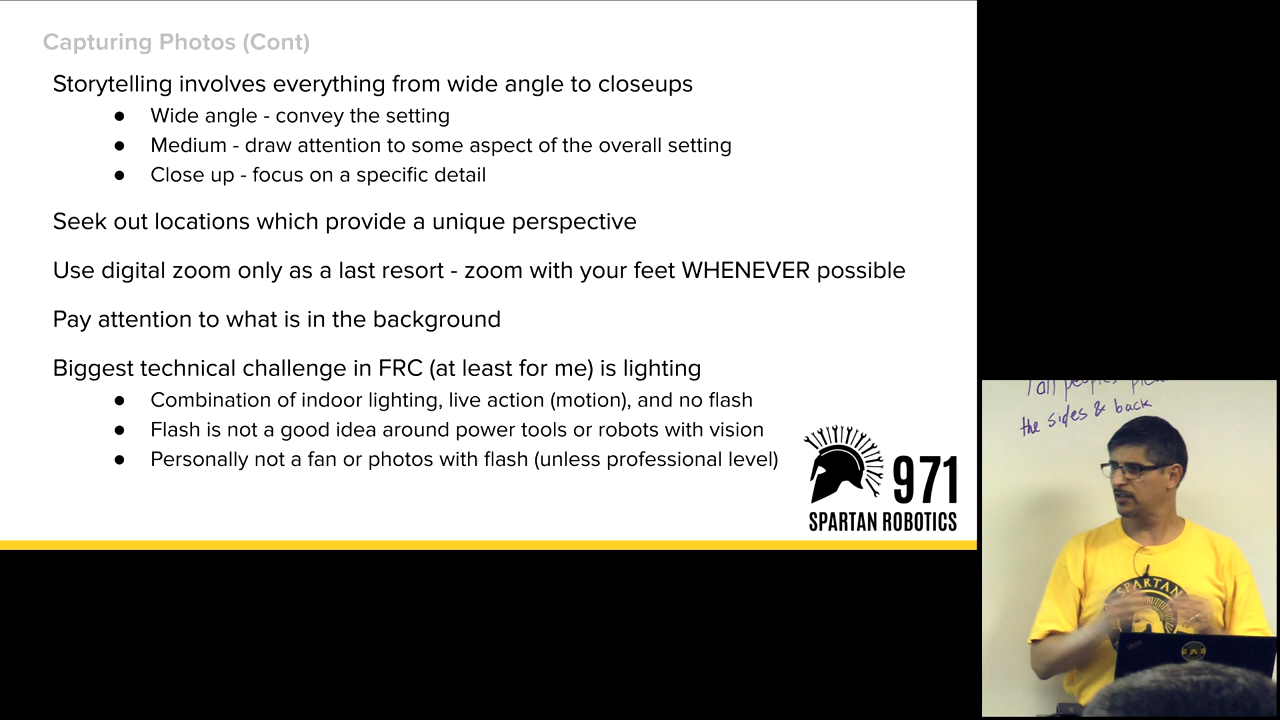 Capturing Photos (Cont)
Storytelling involves everything from wide angle to closeups
● Wide angle - convey the setting
● Medium - draw attention to some aspect of the overall setting
● Close up - focus on a specific detail
Seek out locations which provide a unique perspective
Use digital zoom only as a last resort - zoom with your feet WHENEVER possible
Pay attention to what is in the background
Biggest technical challenge in FRC (at least for me) is lighting
● Combination of indoor lighting, live action (motion), and no flash
● Flash is not a good idea around power tools or robots with vision
● Personally not a fan or photos with flash (unless professional level)
971
SPARTAN ROBOTICS
the sides & back
SPARTAN